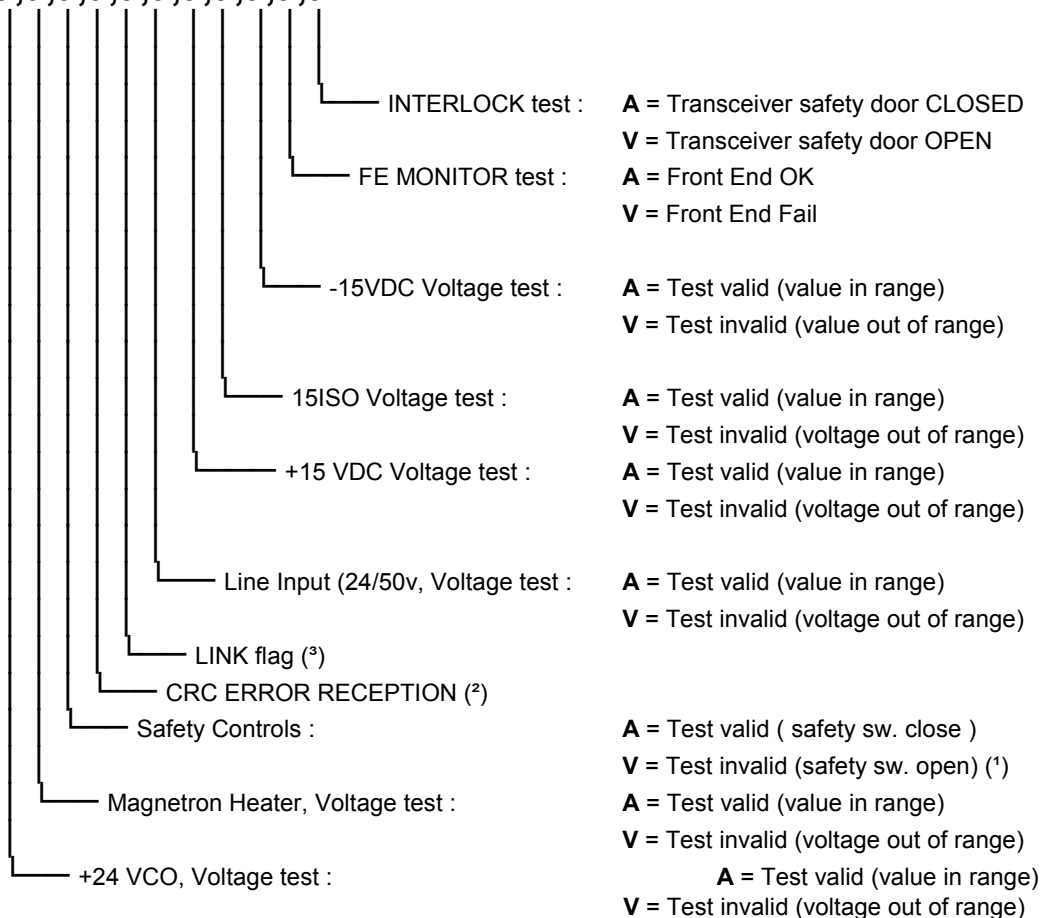 INTERLOCK test : A = Transceiver safety door CLOSED
V = Transceiver safety door OPEN
FE MONITOR test : A = Front End OK
V = Front End Fail
-15VDC Voltage test : A = Test valid (value in range)
V = Test invalid (value out of range)
15ISO Voltage test : A = Test valid (value in range)
V = Test invalid (voltage out of range)
+15 VDC Voltage test : A = Test valid (value in range)
V = Test invalid (voltage out of range)
Line Input (24/50v, Voltage test : A = Test valid (value in range)
V = Test invalid (voltage out of range)
LINK flag (³)
CRC ERROR RECEPTION (²)
Safety Controls : A = Test valid ( safety sw. close )
V = Test invalid (safety sw. open) (¹)
Magnetron Heater, Voltage test : A = Test valid (value in range)
V = Test invalid (voltage out of range)
+24 VCO, Voltage test : A = Test valid (value in range)
V = Test invalid (voltage out of range)